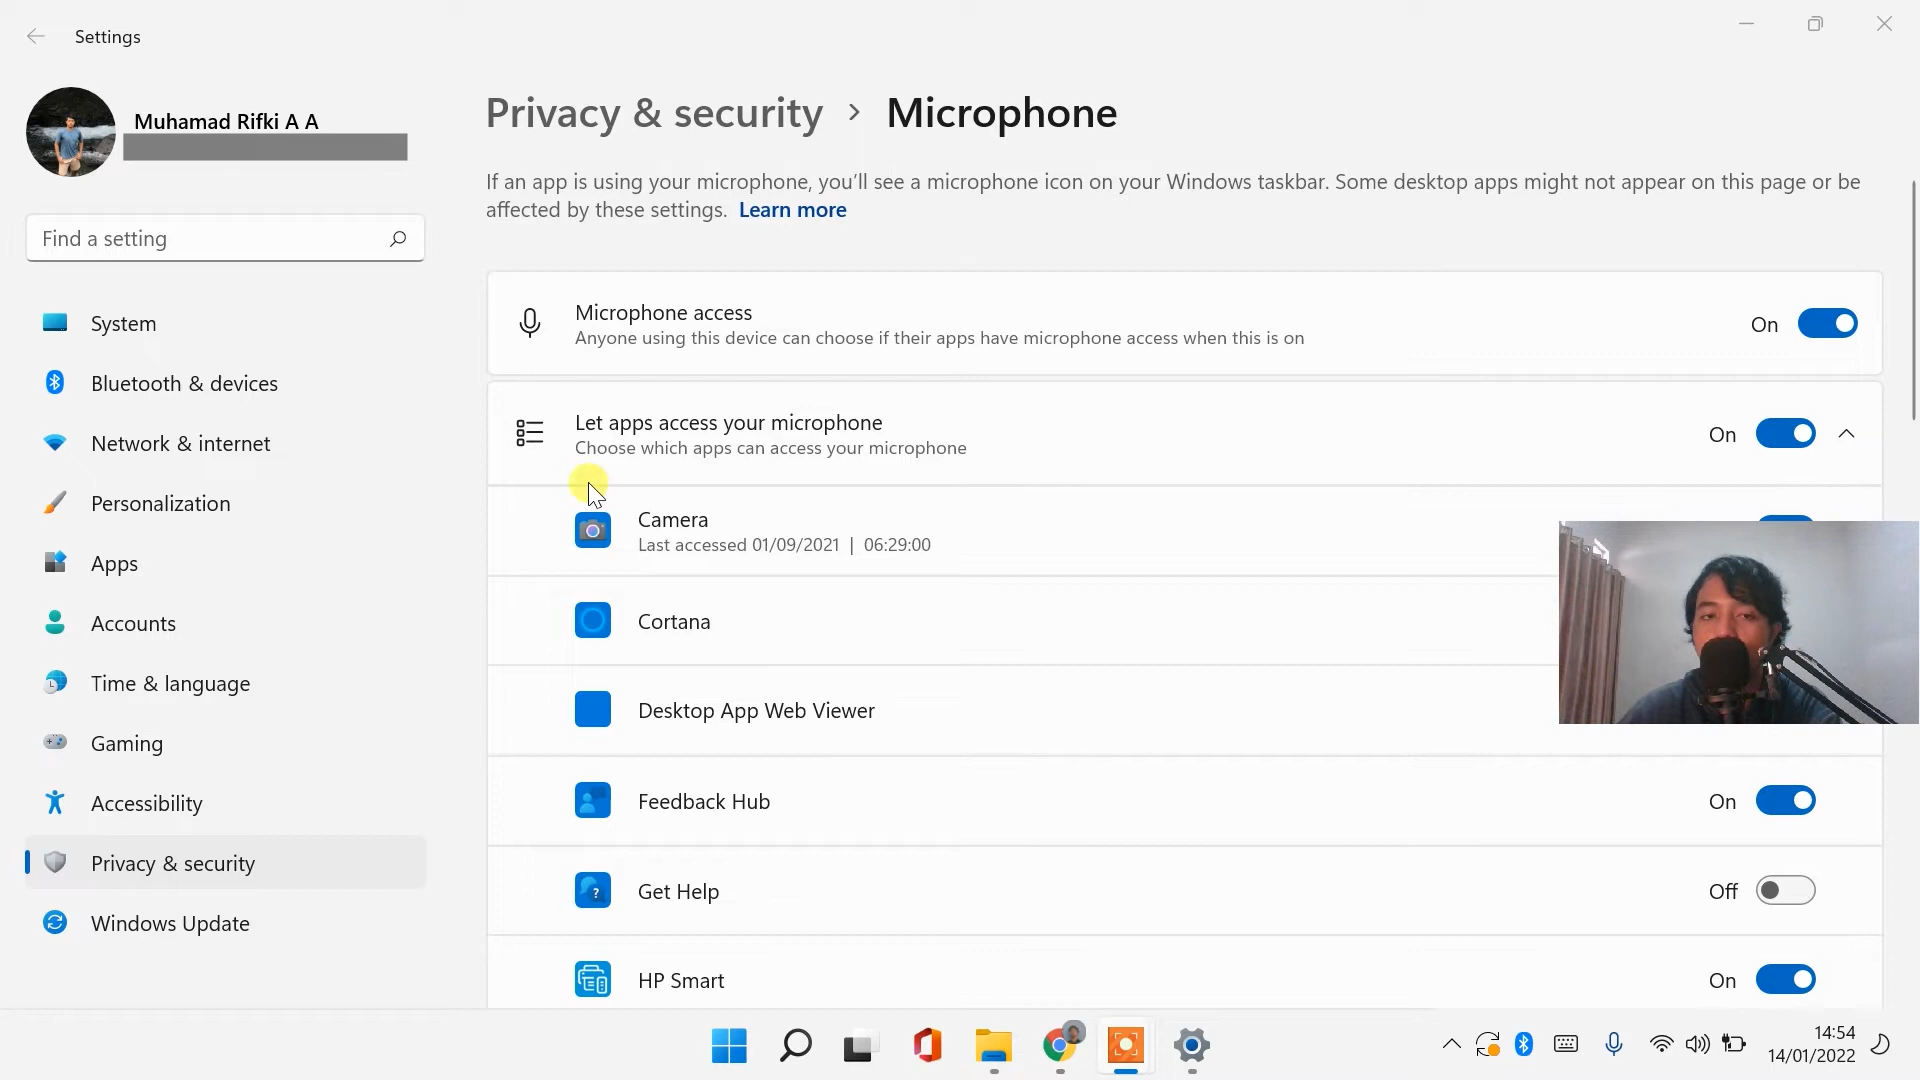 Settings
Muhamad Rifki A A
Find a setting
System
Bluetooth & devices
Network & internet
Personalization
Apps
Accounts
Time & language
Gaming
Accessibility
Privacy & security
Windows Update
Privacy & security > Microphone
If an app is using your microphone, you'll see a microphone icon on your Windows taskbar. Some desktop apps might not appear on this page or be
affected by these settings. Learn more
Microphone access
Anyone using this device can choose if their apps have microphone access when this is on
On
Let apps access your microphone
Choose which apps can access your microphone
On
Camera
Last accessed 01/09/2021 | 06:29:00
Cortana
Desktop App Web Viewer
Feedback Hub
On
Get Help
Off
HP Smart
On
14:54
14/01/2022